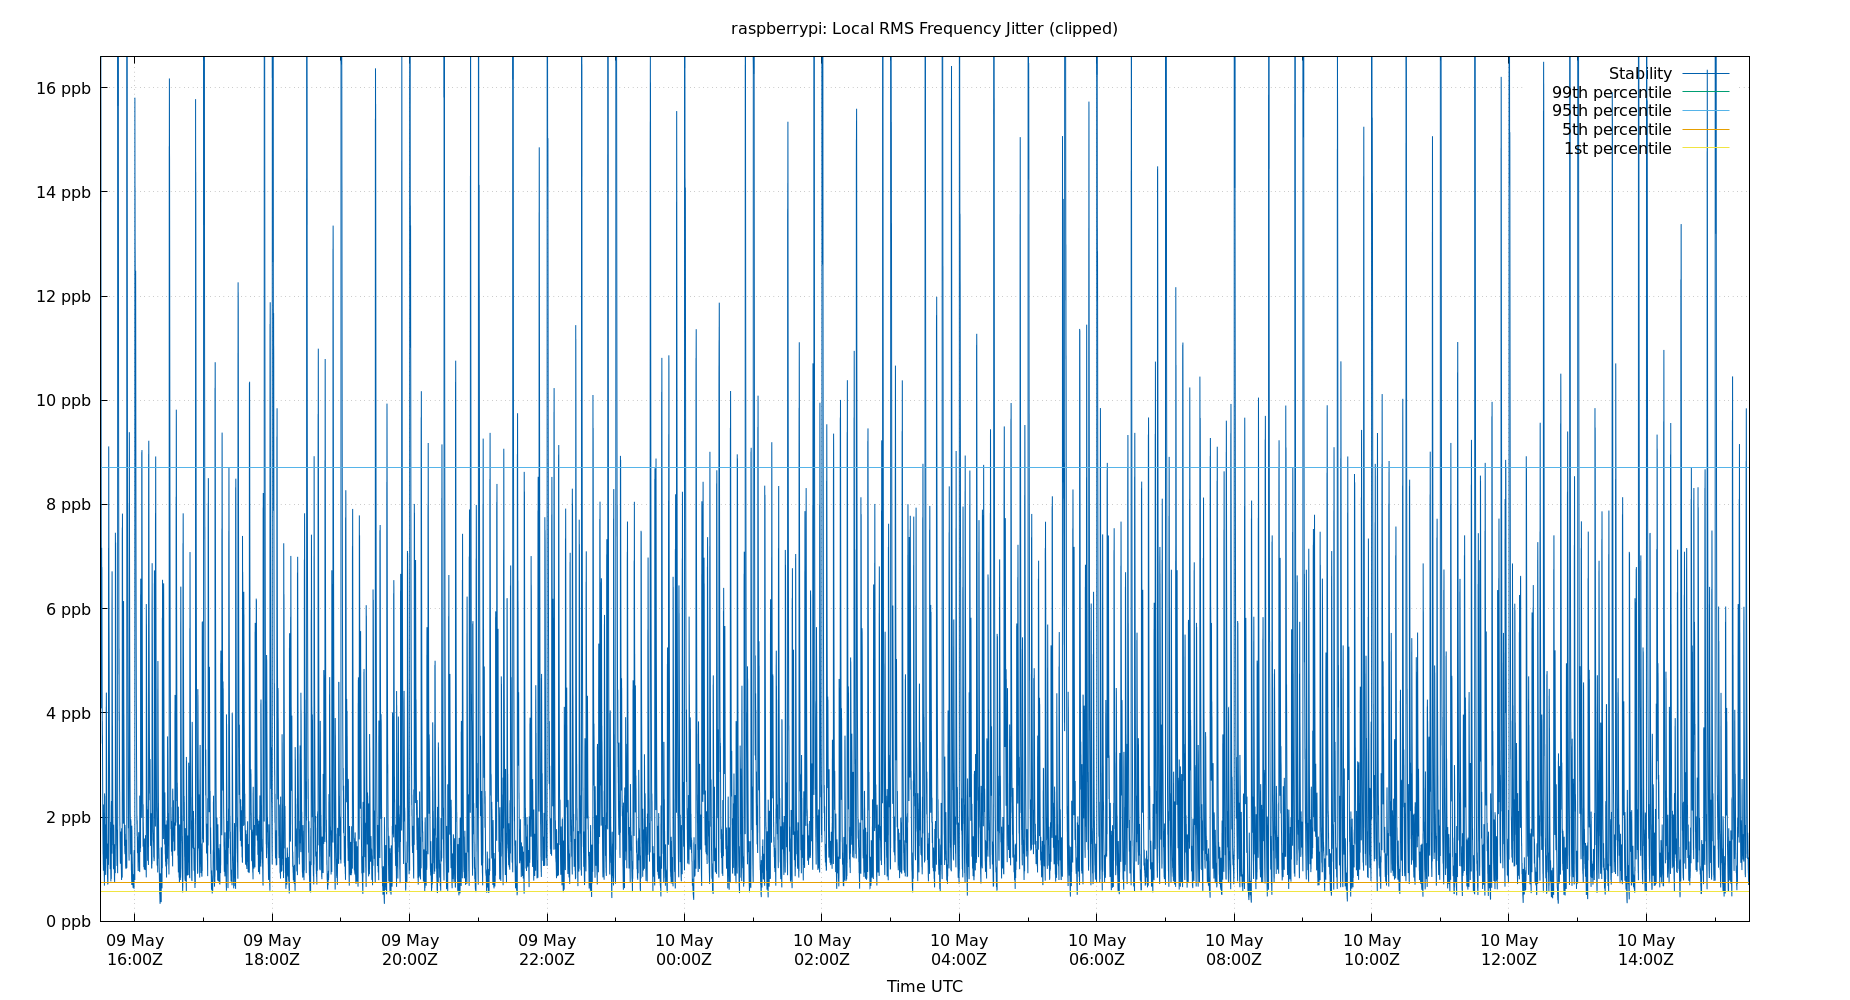 raspberrypi: Local RMS Frequency Jitter (clipped)
16 ppb
14 ppb
12 ppb
10 ppb
8 ppb
6 ppb
4 ppb
2 ppb
0 ppb
Stability
99th percentile
95th percentile
5th percentile
1st percentile
09 May 09 May 09 May 09 May 10 May 10 May 10 May 10 May 10 May 10 May 10 May 10 May
16:00Z 18:00Z 20:00Z 22:00Z 00:00Z 02:00Z 04:00Z 06:00Z 08:00Z 10:00Z 12:00Z 14:00Z
Time UTC